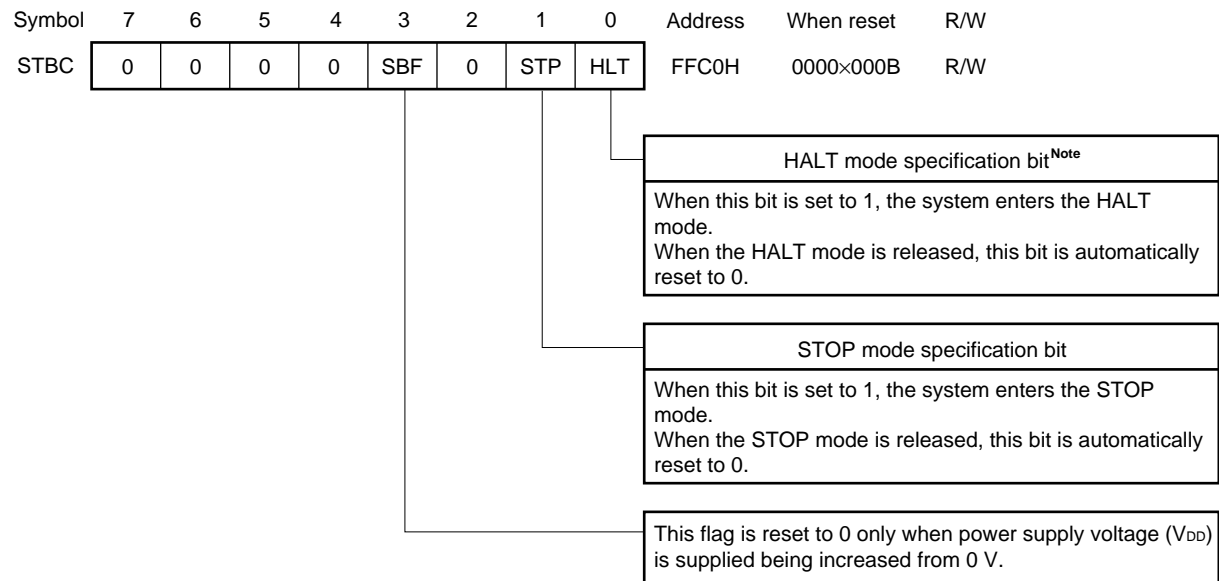 Symbol 7 6 5 4 3 2 1 0 Address When reset R/W
STBC 0 0 0 0 SBF 0 STP HLT FFC0H 0000×000B R/W
HALT mode specification bitNote
When this bit is set to 1, the system enters the HALT
mode.
When the HALT mode is released, this bit is automatically
reset to 0.
STOP mode specification bit
When this bit is set to 1, the system enters the STOP
mode.
When the STOP mode is released, this bit is automatically
reset to 0.
This flag is reset to 0 only when power supply voltage (VDD)
is supplied being increased from 0 V.